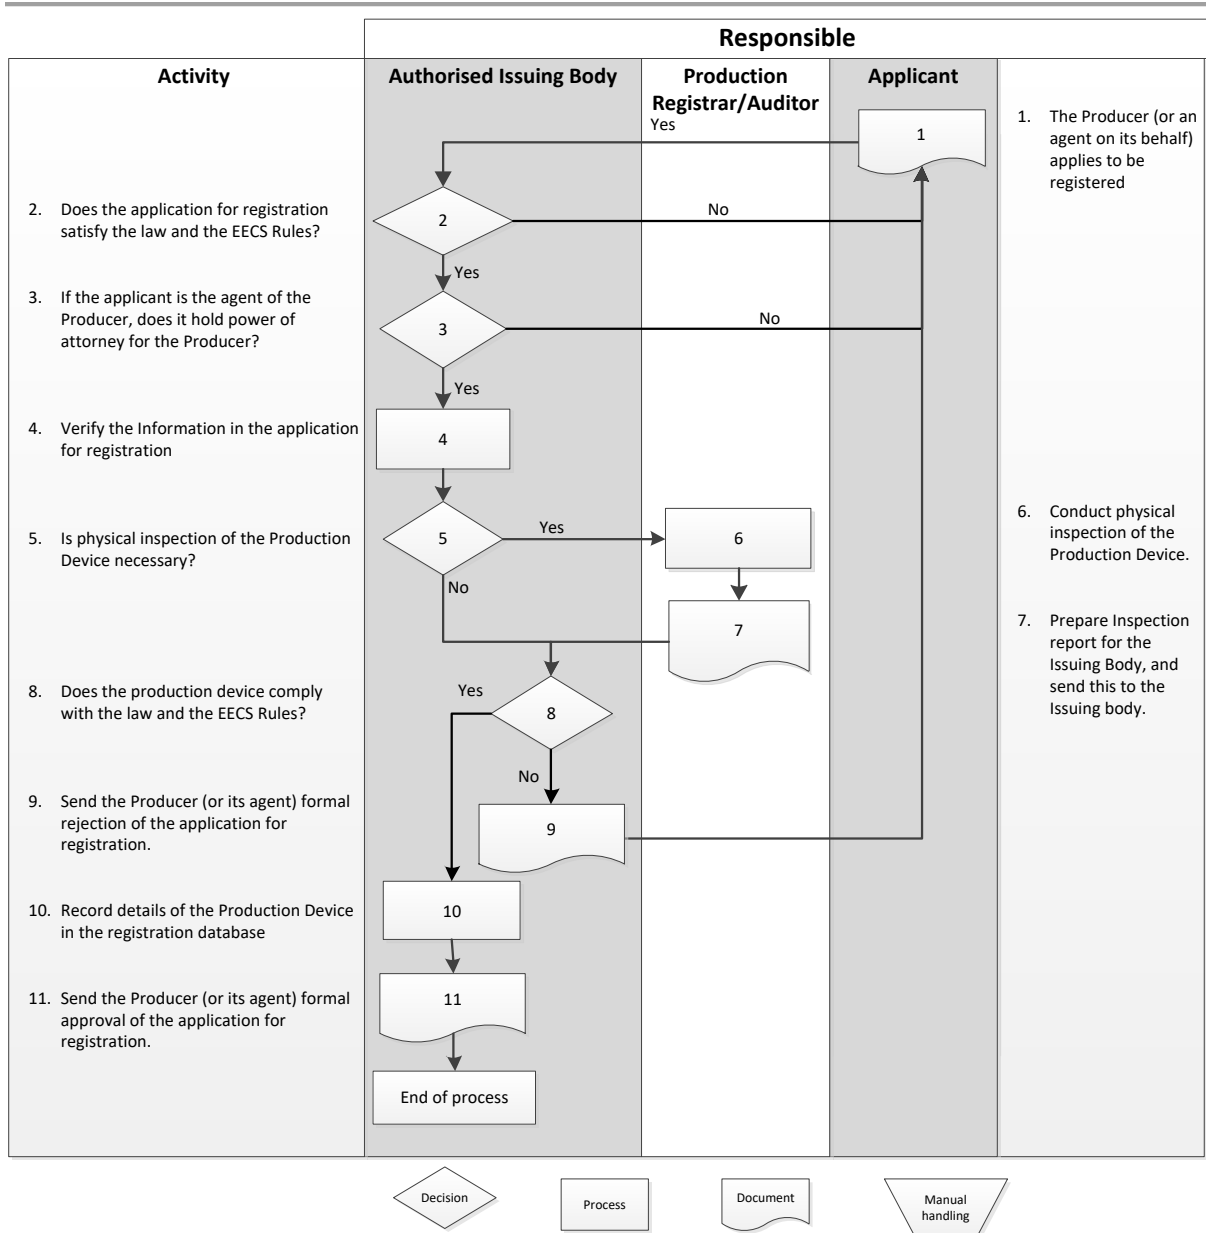 Responsible
Activity
Authorised Issuing Body
Production
Registrar/Auditor
Applicant
Yes
1
1. The Producer (or an
agent on its behalf)
applies to be
registered
2. Does the application for registration
satisfy the law and the EECS Rules?
2
No
Yes
3. If the applicant is the agent of the
Producer, does it hold power of
attorney for the Producer?
3
No
Yes
4. Verify the Information in the application
for registration
4
5. Is physical inspection of the Production
Device necessary?
5
Yes
No
6
6. Conduct physical
inspection of the
Production Device.
7
7. Prepare Inspection
report for the
Issuing Body, and
send this to the
Issuing body.
8. Does the production device comply
with the law and the EECS Rules?
Yes
8
No
9. Send the Producer (or its agent) formal
rejection of the application for
registration.
9
10. Record details of the Production Device
in the registration database
10
11. Send the Producer (or its agent) formal
approval of the application for
registration.
11
End of process
Decision
Process
Document
Manual
handling